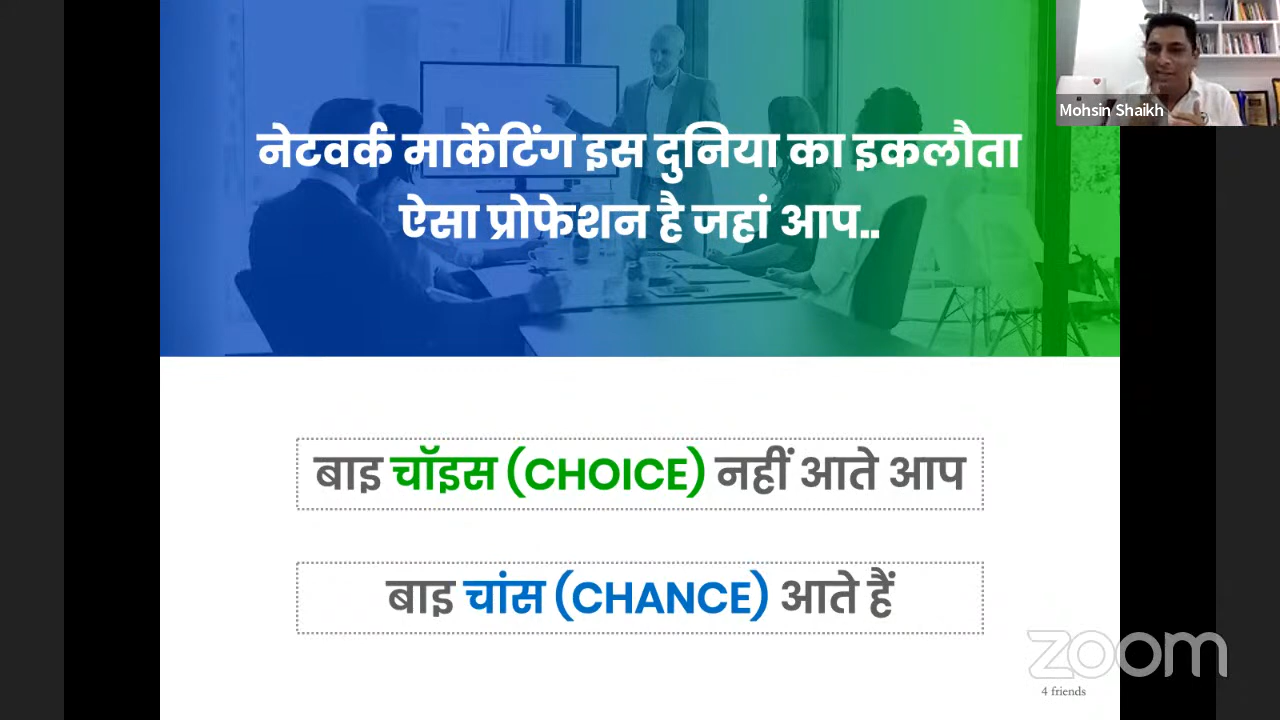 Mohsin Shaikh
नेटवर्क मार्केटिंग इस दुनिया का इकलौता
ऐसा प्रोफेशन है जहां आप..
बाइ चॉइस (CHOICE) नहीं आते आप
बाइ चांस (CHANCE) आते हैं
zoom
4 friends